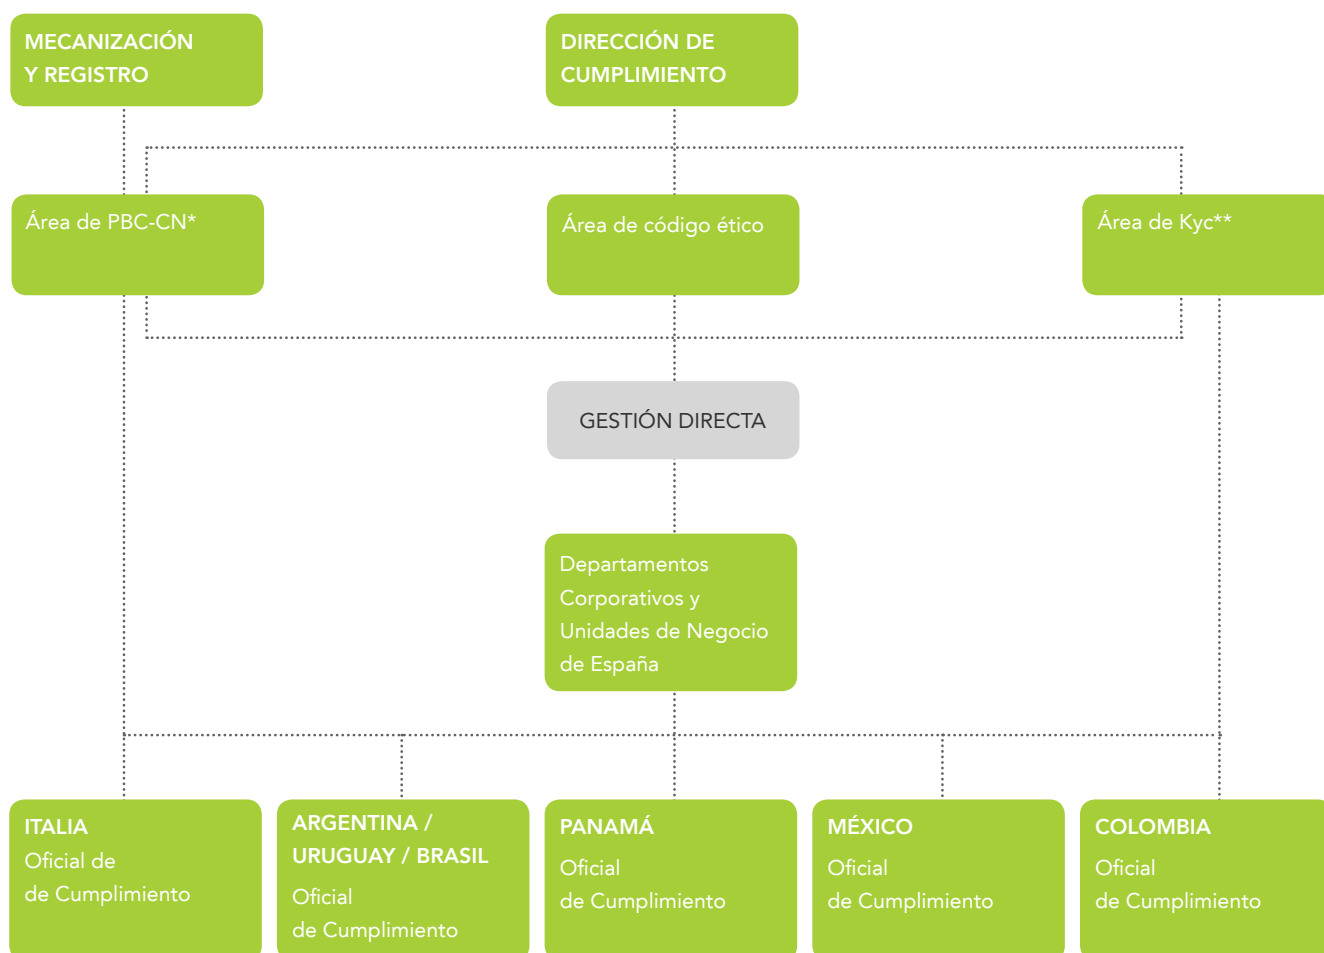 MECANIZACIÓN
Y REGISTRO
DIRECCIÓN DE
CUMPLIMIENTO
Área de PBC-CN*
Área de código ético
Área de Kyc**
GESTIÓN DIRECTA
Departamentos
Corporativos y
Unidades de Negocio
de España
ITALIA
Oficial de
de Cumplimiento
ARGENTINA /
URUGUAY / BRASIL
Oficial
de Cumplimiento
PANAMÁ
Oficial
de Cumplimiento
MÉXICO
Oficial
de Cumplimiento
COLOMBIA
Oficial
de Cumplimiento